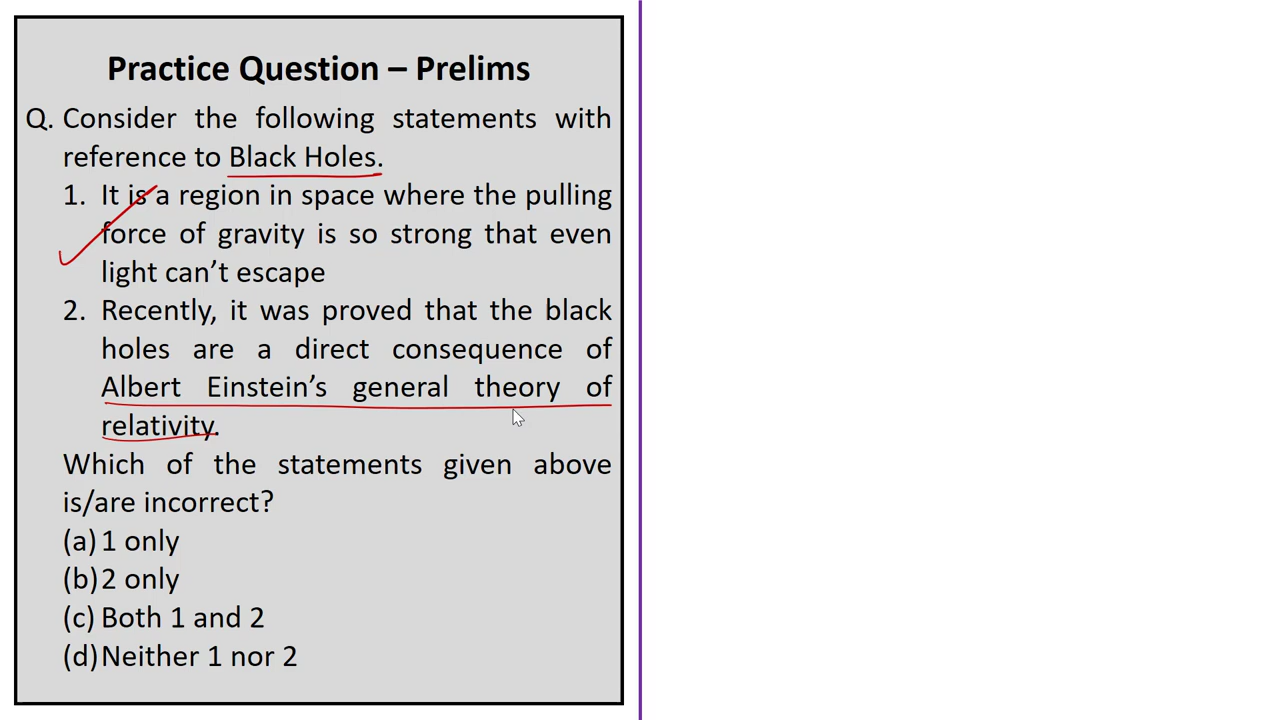 Practice Question – Prelims
Q. Consider the following statements with
reference to Black Holes.
1. It is a region in space where the pulling
force of gravity is so strong that even
light can’t escape
2. Recently, it was proved that the black
holes are a direct consequence of
Albert Einstein’s general theory of
relativity.
Which of the statements given above
is/are incorrect?
(a) 1 only
(b) 2 only
(c) Both 1 and 2
(d) Neither 1 nor 2